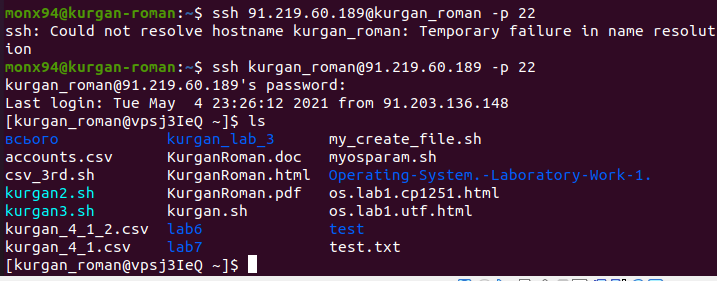 monx94@kurgan-roman:~$ ssh 91.219.60.189@kurgan_roman -p 22
ssh: Could not resolve hostname kurgan_roman: Temporary failure in name resolut
ion
monx94@kurgan-roman:~$ ssh kurgan_roman@91.219.60.189 -p 22
kurgan_roman@91.219.60.189's password:
Last login: Tue May  4 23:26:12 2021 from 91.203.136.148
[kurgan_roman@vpsj3IeQ ~]$ ls
всього            kurgan_lab_3      my_create_file.sh
accounts.csv      KurganRoman.doc   myosparam.sh
csv_3rd.sh        KurganRoman.html  Operating-System.-Laboratory-Work-1.
kurgan2.sh        KurganRoman.pdf   os.lab1.cp1251.html
kurgan3.sh        kurgan.sh         os.lab1.utf.html
kurgan_4_1_2.csv  lab6              test
kurgan_4_1.csv    lab7              test.txt
[kurgan_roman@vpsj3IeQ ~]$